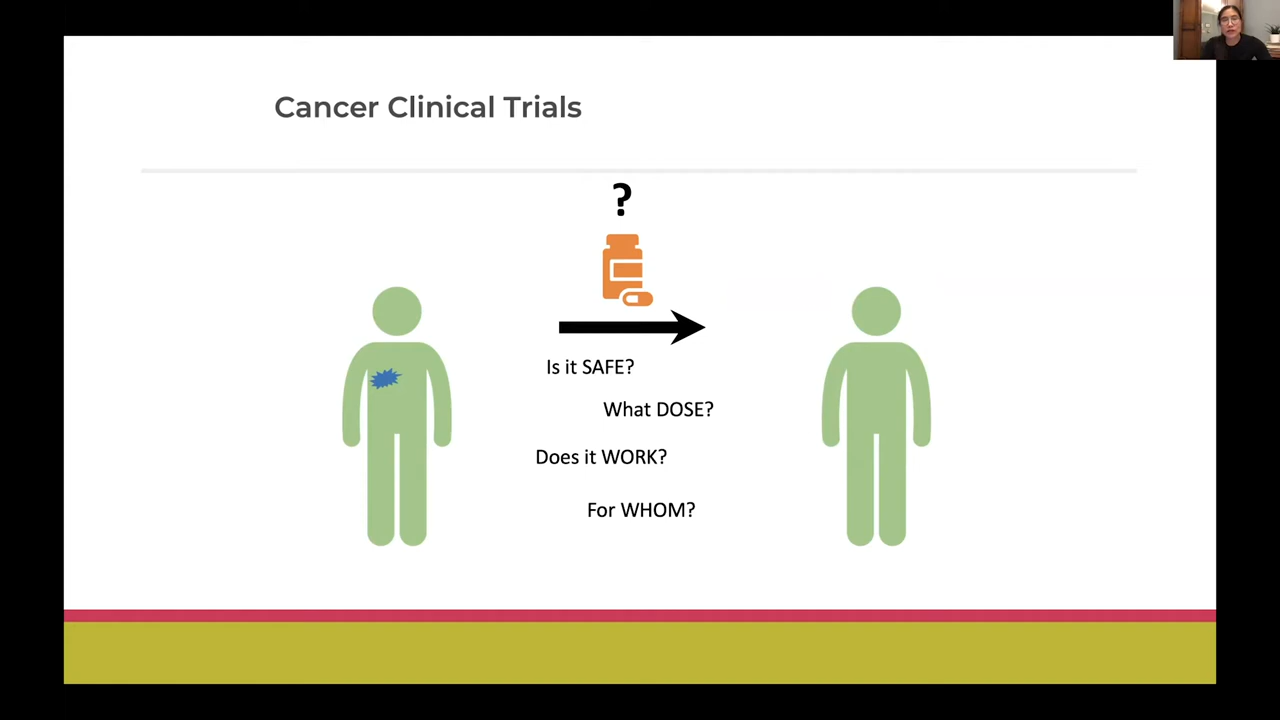 Cancer Clinical Trials
?
Is it SAFE?
What DOSE?
Does it WORK?
For WHOM?